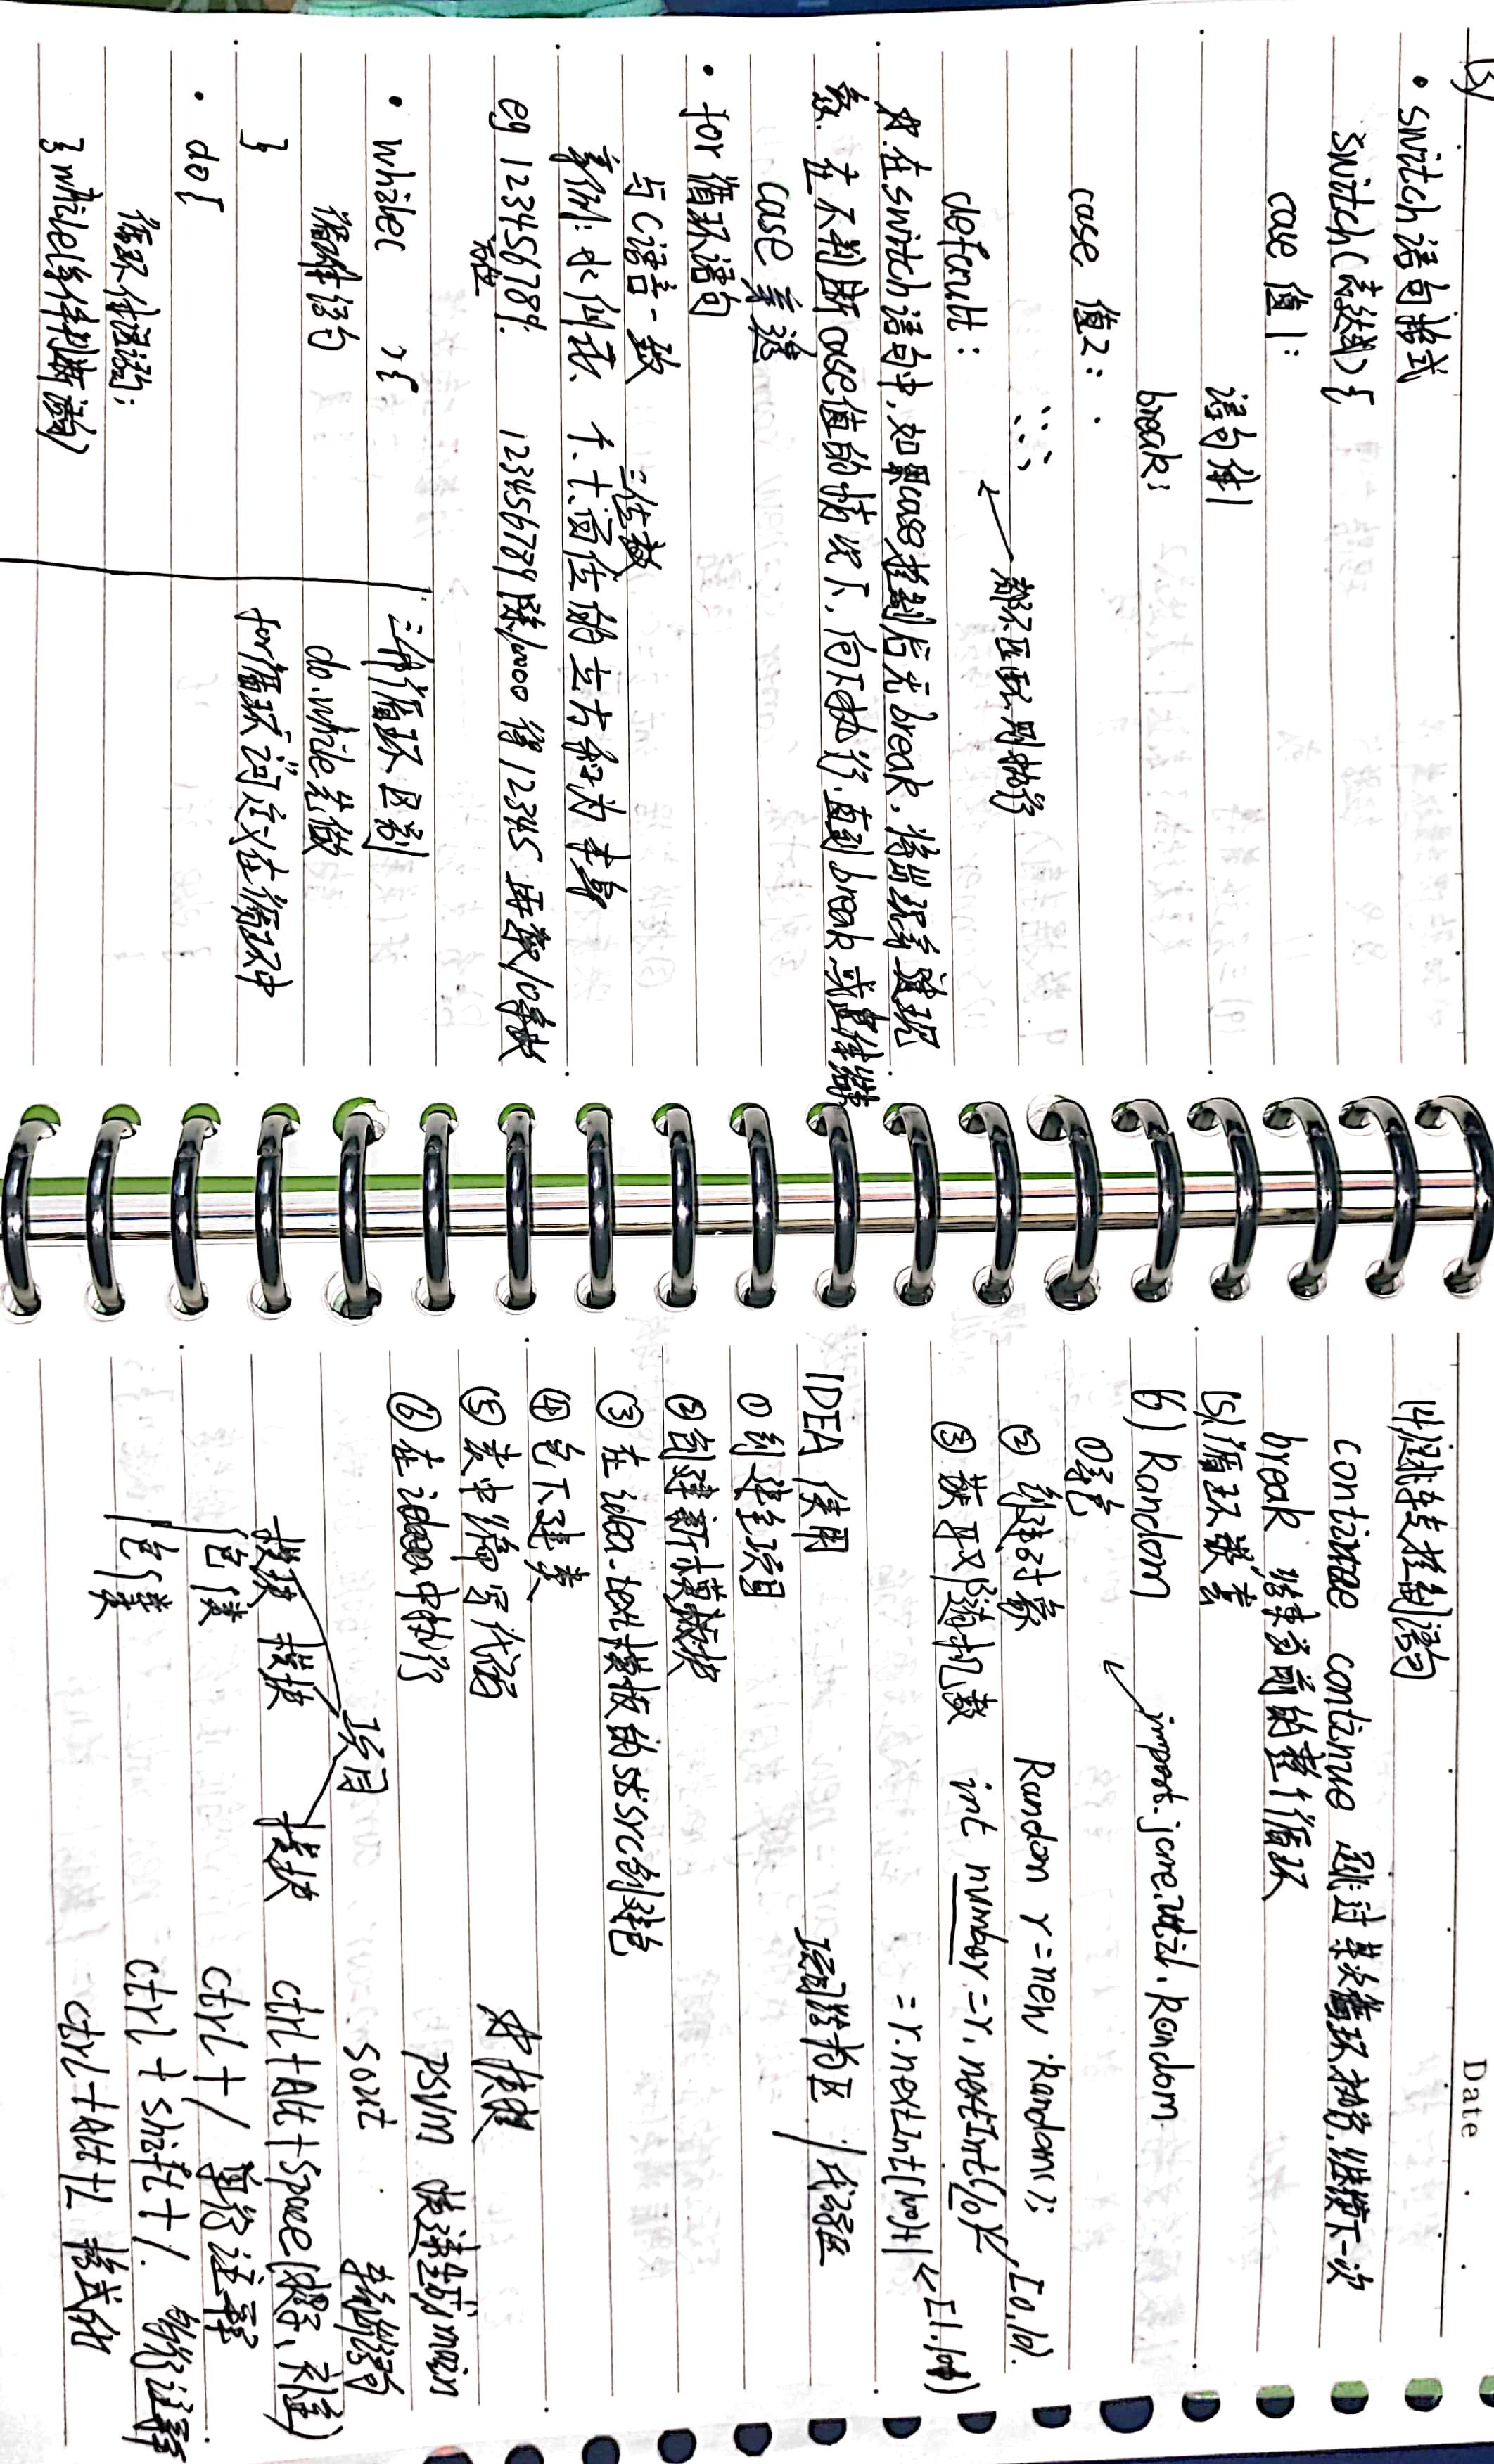 (3)
• switch 语句格式
switch(表达式){
case 值1:
语句体1
break;
case 值2:
都不匹配则执行
default:
在switch语句中,如果case控制后无break,将出现穿透现
象. 在不判断case值的情况下,向下执行.直到break或整体结束
case 穿透
• for 循环语句
与C语言一致
三位数
案例:水仙花、个.十.百位的立方和为本身
eg 123456789: 123456789除10000 得12345 再取10余数
万位
• while( ){
循环体语句
}
• do{
循环体语句;
}while(条件判断语句)
三种循环区别
do.while.先做
for循环 可定义在循环中
Date
(4)跳转控制语句
continue 跳过某次循环执行.继续下一次
break 结束当前的整个循环
(5)循环嵌套
(6) Random import.java.util.Random
①导包
② 创建对象 Random r=new Random();
③ 获取随机数 int number=r.nextInt(10) [0,10).
=r.nextInt(100)+1 [1.101)
IDEA 使用 项目结构区 / 代码区
①创建空项目
②创建新模块
③ 在idea-text模板的src创建包
④ 包下建类
⑤ 类中编写代码
⑥ 在idea中执行
快捷键
psvm 快速生成main
sout 输出语句
ctrl+Alt+Space(提示、补全)
ctrl+/ 单行注释
ctrl+shift+/. 多行注释
ctrl+Alt+L 格式化
项目
模块 模块 模块
包{类
包{类